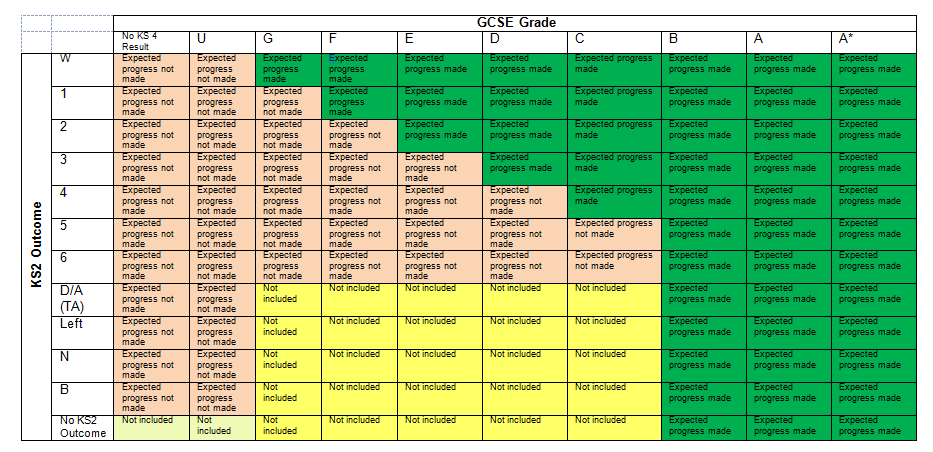 GCSE Grade
No KS 4 Result U G F E D C B A A*
KS2 Outcome
W Expected progress not made Expected progress not made Expected progress made Expected progress made Expected progress made Expected progress made Expected progress made Expected progress made Expected progress made Expected progress made
1 Expected progress not made Expected progress not made Expected progress not made Expected progress made Expected progress made Expected progress made Expected progress made Expected progress made Expected progress made Expected progress made
2 Expected progress not made Expected progress not made Expected progress not made Expected progress not made Expected progress made Expected progress made Expected progress made Expected progress made Expected progress made Expected progress made
3 Expected progress not made Expected progress not made Expected progress not made Expected progress not made Expected progress not made Expected progress made Expected progress made Expected progress made Expected progress made Expected progress made
4 Expected progress not made Expected progress not made Expected progress not made Expected progress not made Expected progress not made Expected progress not made Expected progress made Expected progress made Expected progress made Expected progress made
5 Expected progress not made Expected progress not made Expected progress not made Expected progress not made Expected progress not made Expected progress not made Expected progress not made Expected progress made Expected progress made Expected progress made
6 Expected progress not made Expected progress not made Expected progress not made Expected progress not made Expected progress not made Expected progress not made Expected progress not made Expected progress made Expected progress made Expected progress made
D/A (TA) Expected progress not made Expected progress not made Not included Not included Not included Not included Not included Expected progress made Expected progress made Expected progress made
Left Expected progress not made Expected progress not made Not included Not included Not included Not included Not included Expected progress made Expected progress made Expected progress made
N Expected progress not made Expected progress not made Not included Not included Not included Not included Not included Expected progress made Expected progress made Expected progress made
B Expected progress not made Expected progress not made Not included Not included Not included Not included Not included Expected progress made Expected progress made Expected progress made
No KS2 Outcome Not included Not included Not included Not included Not included Not included Not included Expected progress made Expected progress made Expected progress made